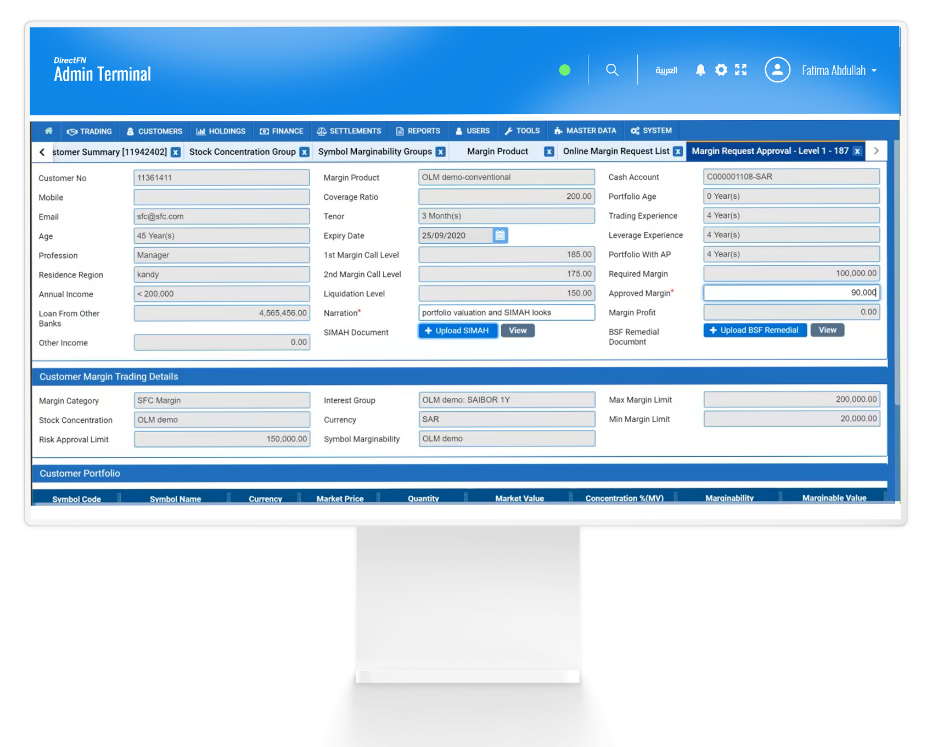 DirectFN
Admin Terminal
العربية
Fatima Abdullah
TRADING CUSTOMERS HOLDINGS FINANCE SETTLEMENTS REPORTS USERS TOOLS MASTER DATA SYSTEM
stomer Summary [11942402] x Stock Concentration Group x Symbol Marginability Groups x Margin Product x Online Margin Request List x Margin Request Approval - Level 1 - 187 x
Customer No 11361411 Margin Product OLM demo-conventional Cash Account C000001108-SAR
Mobile Coverage Ratio 200.00 Portfolio Age 0 Year(s)
Email sfc@sfc.com Tenor 3 Month(s) Trading Experience 4 Year(s)
Age 45 Year(s) Expiry Date 25/09/2020 Leverage Experience 4 Year(s)
Profession Manager 1st Margin Call Level 185.00 Portfolio With AP 4 Year(s)
Residence Region kandy 2nd Margin Call Level 175.00 Required Margin 100,000.00
Annual Income < 200,000 Liquidation Level 150.00 Approved Margin* 90,000
Loan From Other Banks 4,565,456.00 Narration* portfolio valuation and SIMAH looks Margin Profit 0.00
SIMAH Document + Upload SIMAH View BSF Remedial Documbnt + Upload BSF Remedial View
Other Income 0.00
Customer Margin Trading Details
Margin Category SFC Margin Interest Group OLM demo: SAIBOR 1Y Max Margin Limit 200,000.00
Stock Concentration OLM demo Currency SAR Min Margin Limit 20,000.00
Risk Approval Limit 150,000.00 Symbol Marginability OLM demo
Customer Portfolio
Symbol Code Symbol Name Currency Market Price Quantity Market Value Concentration %(MV) Marginability Marginable Value